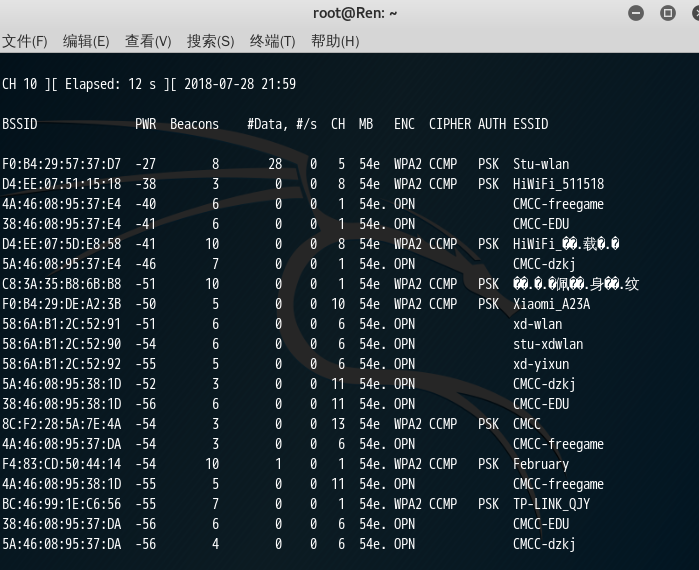 root@Ren: ~
文件(F) 编辑(E) 查看(V) 搜索(S) 终端(T) 帮助(H)
CH 10 ][ Elapsed: 12 s ][ 2018-07-28 21:59
BSSID PWR Beacons #Data, #/s CH MB ENC CIPHER AUTH ESSID
F0:B4:29:57:37:D7 -27 8 28 0 5 54e WPA2 CCMP PSK Stu-wlan
D4:EE:07:51:15:18 -38 3 0 0 8 54e WPA2 CCMP PSK HiWiFi_511518
4A:46:08:95:37:E4 -40 6 0 0 1 54e. OPN CMCC-freegame
38:46:08:95:37:E4 -41 6 0 0 1 54e. OPN CMCC-EDU
D4:EE:07:5D:E8:58 -41 10 0 0 8 54e WPA2 CCMP PSK HiWiFi_��.载�.�
5A:46:08:95:37:E4 -46 7 0 0 1 54e. OPN CMCC-dzkj
C8:3A:35:B8:6B:B8 -51 10 0 0 1 54e WPA2 CCMP PSK ��.�.�佩��.身��.纹
F0:B4:29:DE:A2:3B -50 5 0 0 10 54e WPA2 CCMP PSK Xiaomi_A23A
58:6A:B1:2C:52:91 -51 6 0 0 6 54e. OPN xd-wlan
58:6A:B1:2C:52:90 -54 6 0 0 6 54e. OPN stu-xdwlan
58:6A:B1:2C:52:92 -55 5 0 0 6 54e. OPN xd-yixun
5A:46:08:95:38:1D -52 3 0 0 11 54e. OPN CMCC-dzkj
38:46:08:95:38:1D -56 6 0 0 11 54e. OPN CMCC-EDU
8C:F2:28:5A:7E:4A -54 3 0 0 13 54e. WPA2 CCMP PSK CMCC
4A:46:08:95:37:DA -54 3 0 0 6 54e. OPN CMCC-freegame
F4:83:CD:50:44:14 -54 10 1 0 1 54e. WPA2 CCMP PSK February
4A:46:08:95:38:1D -55 5 0 0 11 54e. OPN CMCC-freegame
BC:46:99:1E:C6:56 -55 7 0 0 1 54e. WPA2 CCMP PSK TP-LINK_QJY
38:46:08:95:37:DA -56 6 0 0 6 54e. OPN CMCC-EDU
5A:46:08:95:37:DA -56 4 0 0 6 54e. OPN CMCC-dzkj